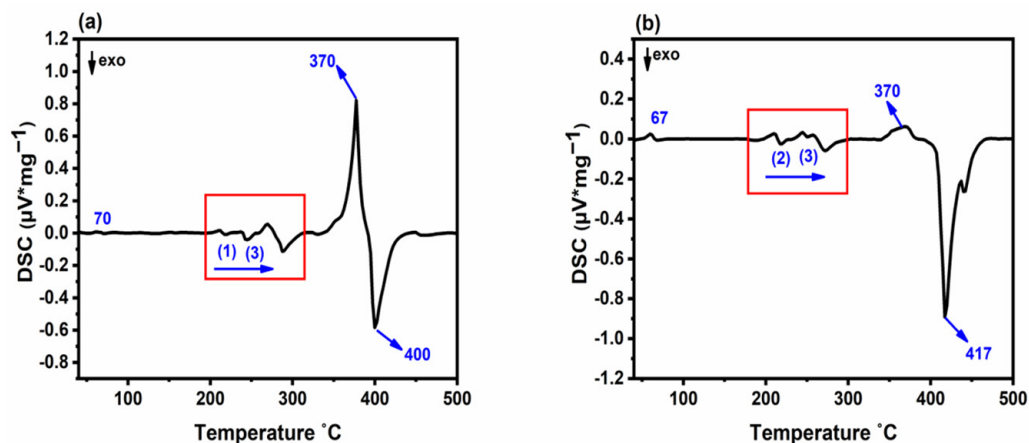 (a)
1.2
1.0
0.8
0.6
0.4
0.2
0.0
-0.2
-0.4
-0.6
-0.8
DSC (µV*mg⁻¹)
exo
370
70
(1) (3)
400
100 200 300 400 500
Temperature ˚C
(b)
0.4
0.2
0.0
-0.2
-0.4
-0.6
-0.8
-1.0
-1.2
DSC (µV*mg⁻¹)
exo
67
370
(2) (3)
417
100 200 300 400 500
Temperature ˚C